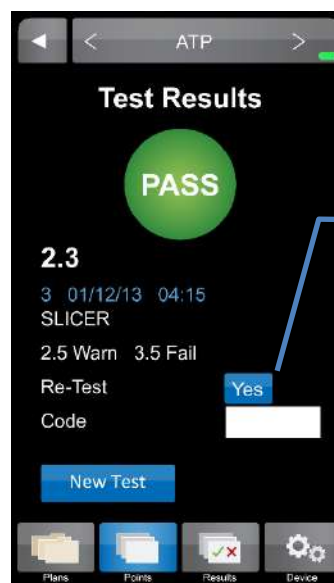 ATP
Test Results
PASS
2.3
3 01/12/13 04:15
SLICER
2.5 Warn 3.5 Fail
Re-Test Yes
Code
New Test
Plans Points Results Device